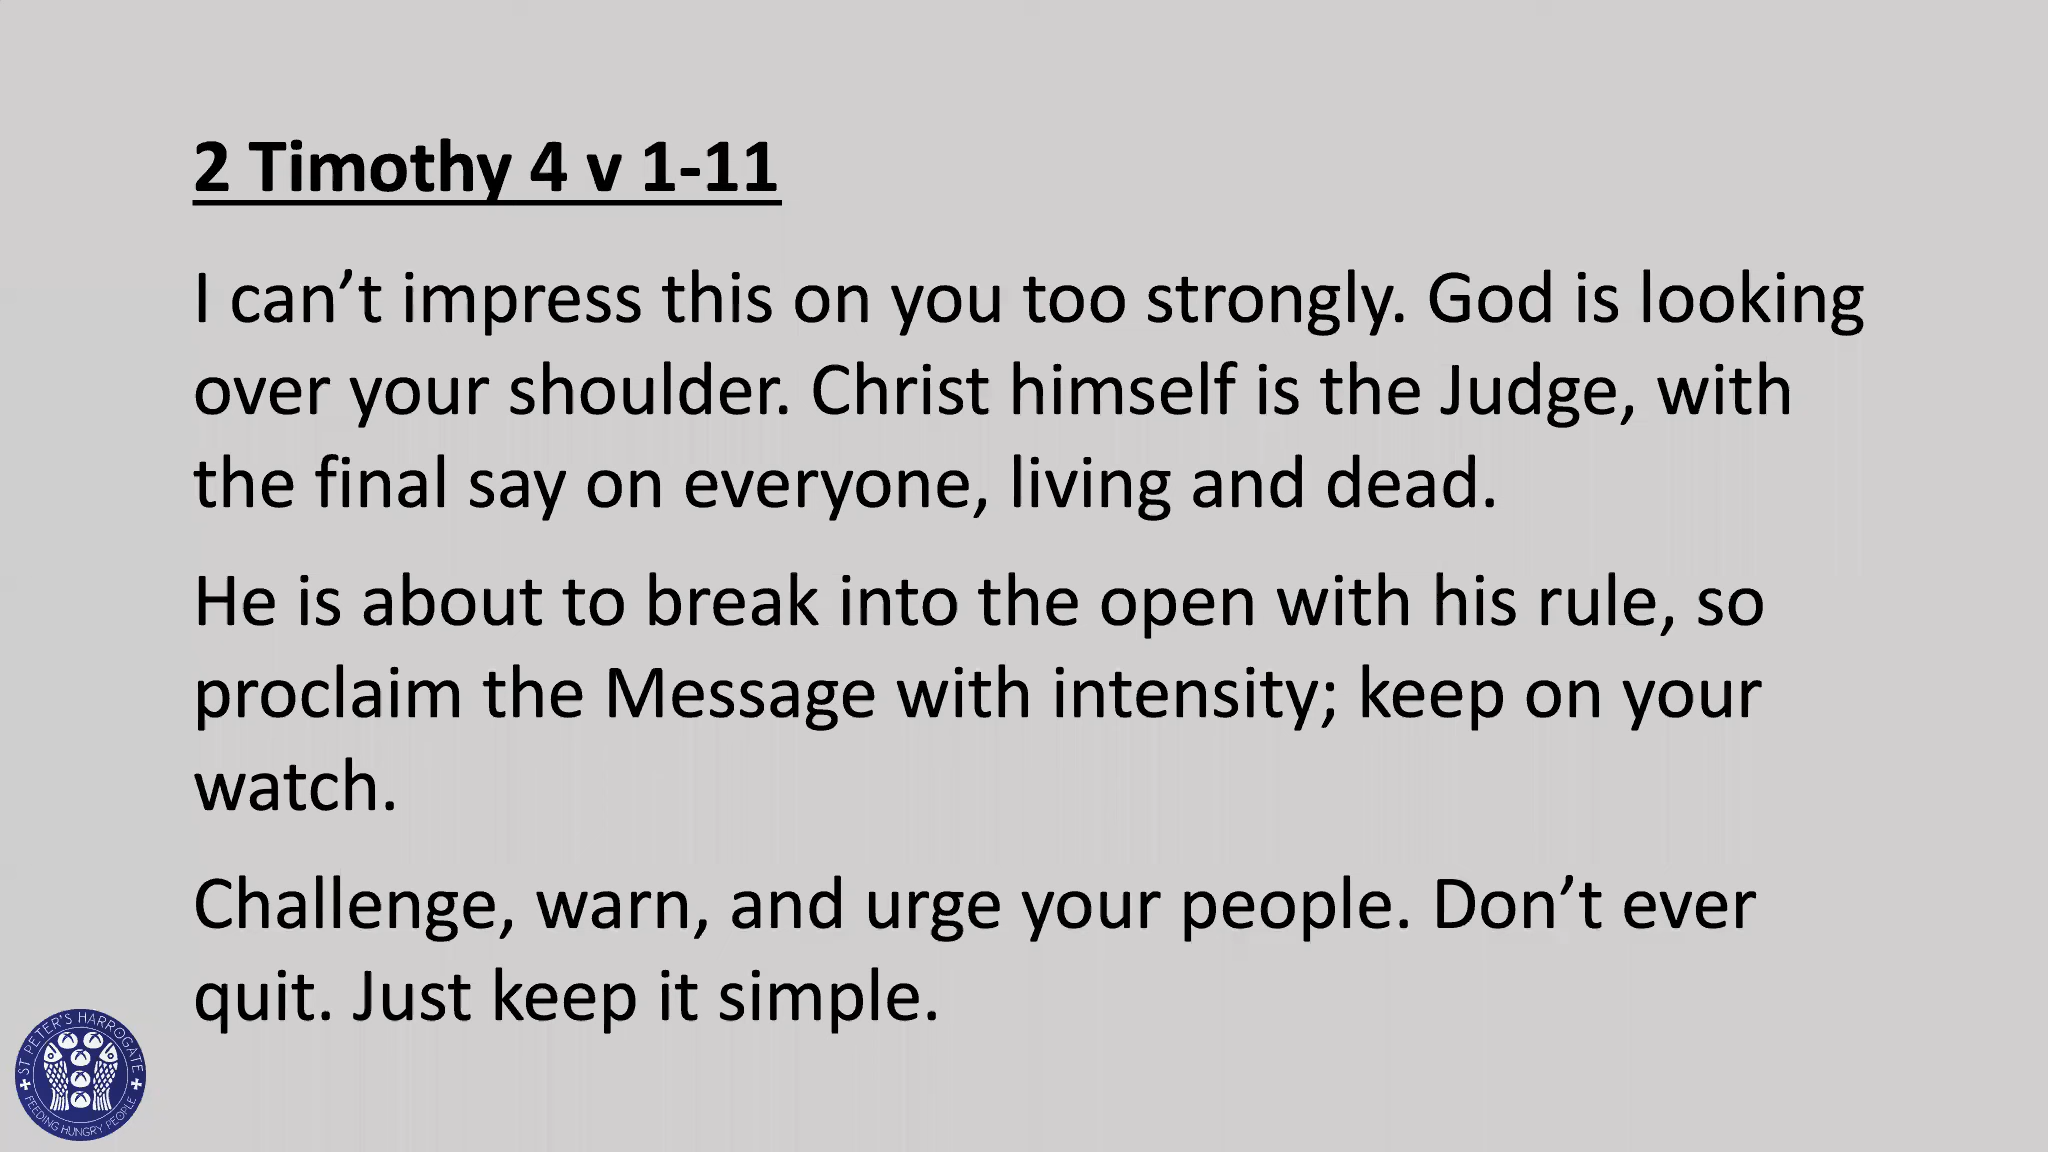 2 Timothy 4 v 1-11
I can’t impress this on you too strongly. God is looking
over your shoulder. Christ himself is the Judge, with
the final say on everyone, living and dead.
He is about to break into the open with his rule, so
proclaim the Message with intensity; keep on your
watch.
Challenge, warn, and urge your people. Don’t ever
quit. Just keep it simple.
ST PETER'S HARROGATE
FEEDING HUNGRY PEOPLE